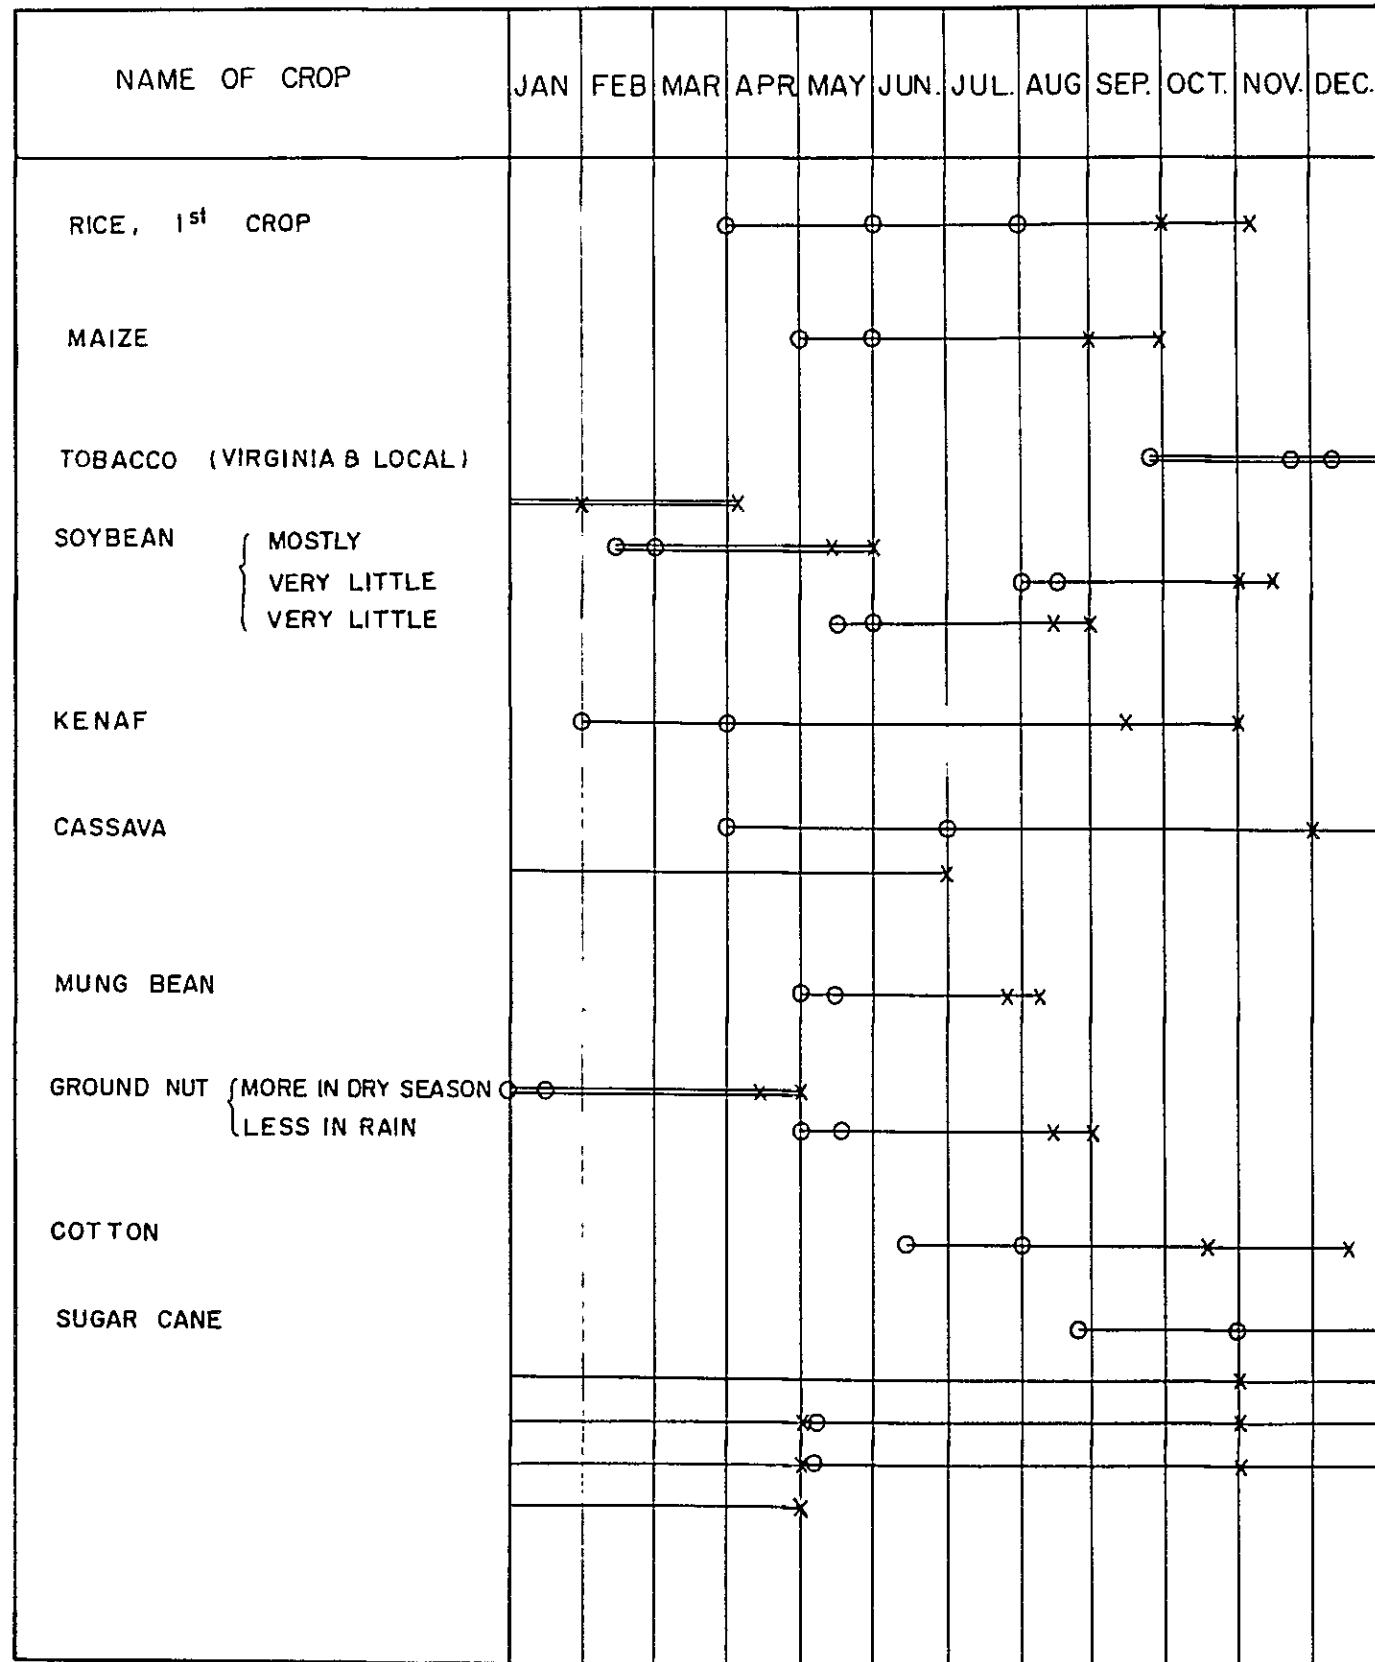 NAME OF CROP JAN FEB MAR APR MAY JUN. JUL. AUG SEP. OCT. NOV. DEC.
RICE, 1st CROP
MAIZE
TOBACCO (VIRGINIA & LOCAL)
SOYBEAN { MOSTLY
VERY LITTLE
VERY LITTLE
KENAF
CASSAVA
MUNG BEAN
GROUND NUT { MORE IN DRY SEASON
LESS IN RAIN
COTTON
SUGAR CANE